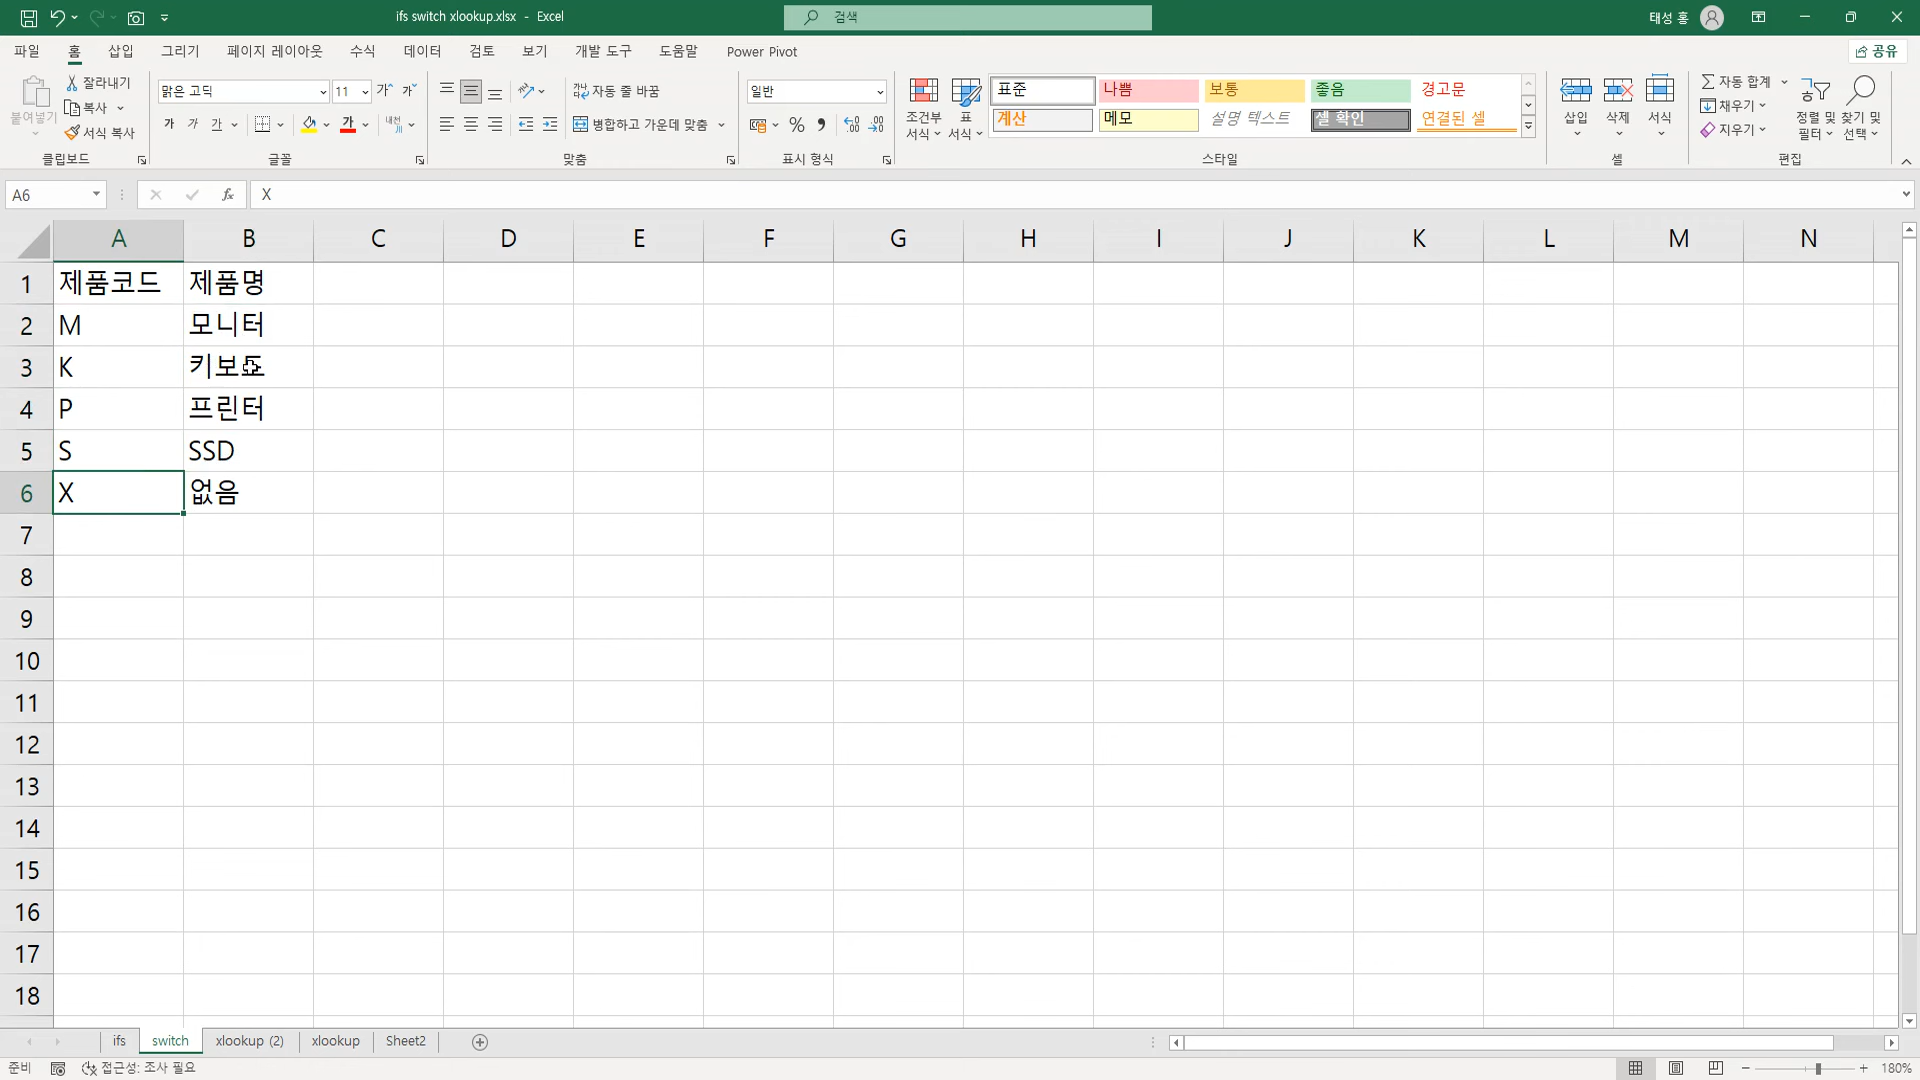 ifs switch xlookup.xlsx - Excel
검색
태성 홍
파일 홈 삽입 그리기 페이지 레이아웃 수식 데이터 검토 보기 개발 도구 도움말 Power Pivot
공유
붙여넣기
잘라내기
복사
서식 복사
클립보드
맑은 고딕 11 가 가
가 가 간
가
내천
글꼴
자동 줄 바꿈
병합하고 가운데 맞춤
맞춤
일반
%
표시 형식
조건부 서식
표 서식
표준 나쁨 보통 좋음 경고문
계산 메모 설명 텍스트 셀 확인 연결된 셀
스타일
삽입 삭제 서식
셀
자동 합계
채우기
지우기
정렬 및 필터
찾기 및 선택
편집
A6 fx X
A B C D E F G H I J K L M N
1 제품코드 제품명
2 M 모니터
3 K 키보드
4 P 프린터
5 S SSD
6 X 없음
7
8
9
10
11
12
13
14
15
16
17
18
ifs switch xlookup (2) xlookup Sheet2
준비 접근성: 조사 필요 180%